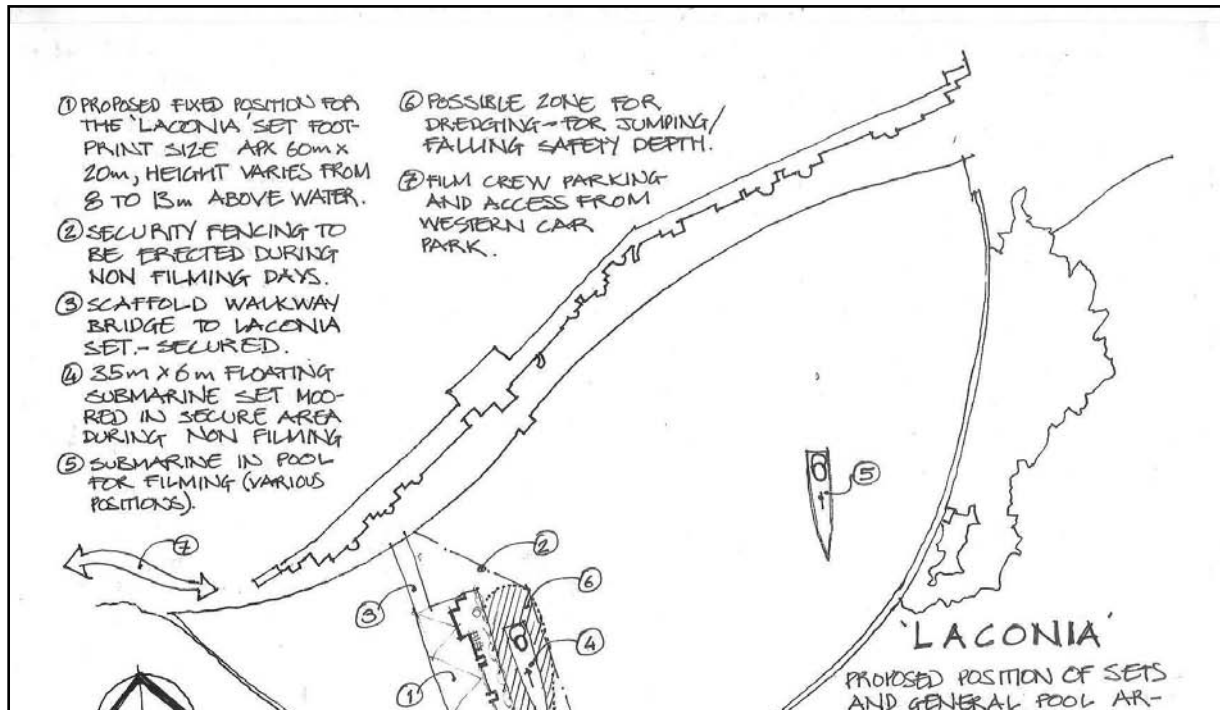 ① PROPOSED FIXED POSITION FOR
THE 'LACONIA' SET FOOT-
PRINT SIZE APX 60m X
20m, HEIGHT VARIES FROM
8 TO 13m ABOVE WATER.
② SECURITY FENCING TO
BE ERECTED DURING
NON FILMING DAYS.
③ SCAFFOLD WALKWAY
BRIDGE TO LACONIA
SET.- SECURED.
④ 35m X 6m FLOATING
SUBMARINE SET MOO-
RED IN SECURE AREA
DURING NON FILMING
⑤ SUBMARINE IN POOL
FOR FILMING (VARIOUS
POSITIONS).
⑥ POSSIBLE ZONE FOR
DREDGING - FOR JUMPING/
FALLING SAFETY DEPTH.
⑦ FILM CREW PARKING
AND ACCESS FROM
WESTERN CAR
PARK.
⑤
⑦
②
⑥
③
④
①
'LACONIA'
PROPOSED POSITION OF SETS
AND GENERAL POOL AR-